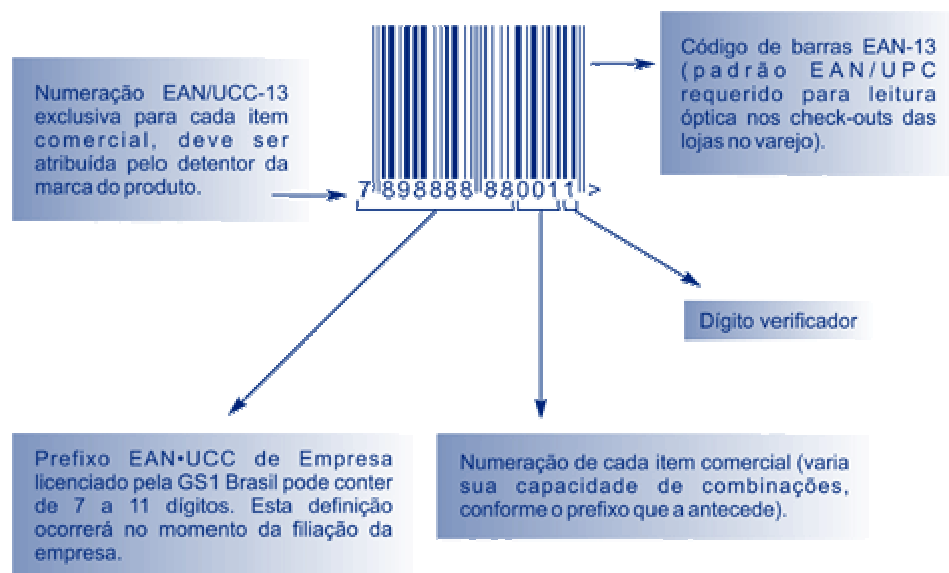 Numeração EAN/UCC-13
exclusiva para cada item
comercial, deve ser
atribuída pelo detentor da
marca do produto.
Código de barras EAN-13
(padrão EAN/UPC
requerido para leitura
óptica nos check-outs das
lojas no varejo).
7 898888 880011 >
Dígito verificador
Prefixo EAN•UCC de Empresa
licenciado pela GS1 Brasil pode conter
de 7 a 11 dígitos. Esta definição
ocorrerá no momento da filiação da
empresa.
Numeração de cada item comercial (varia
sua capacidade de combinações,
conforme o prefixo que a antecede).